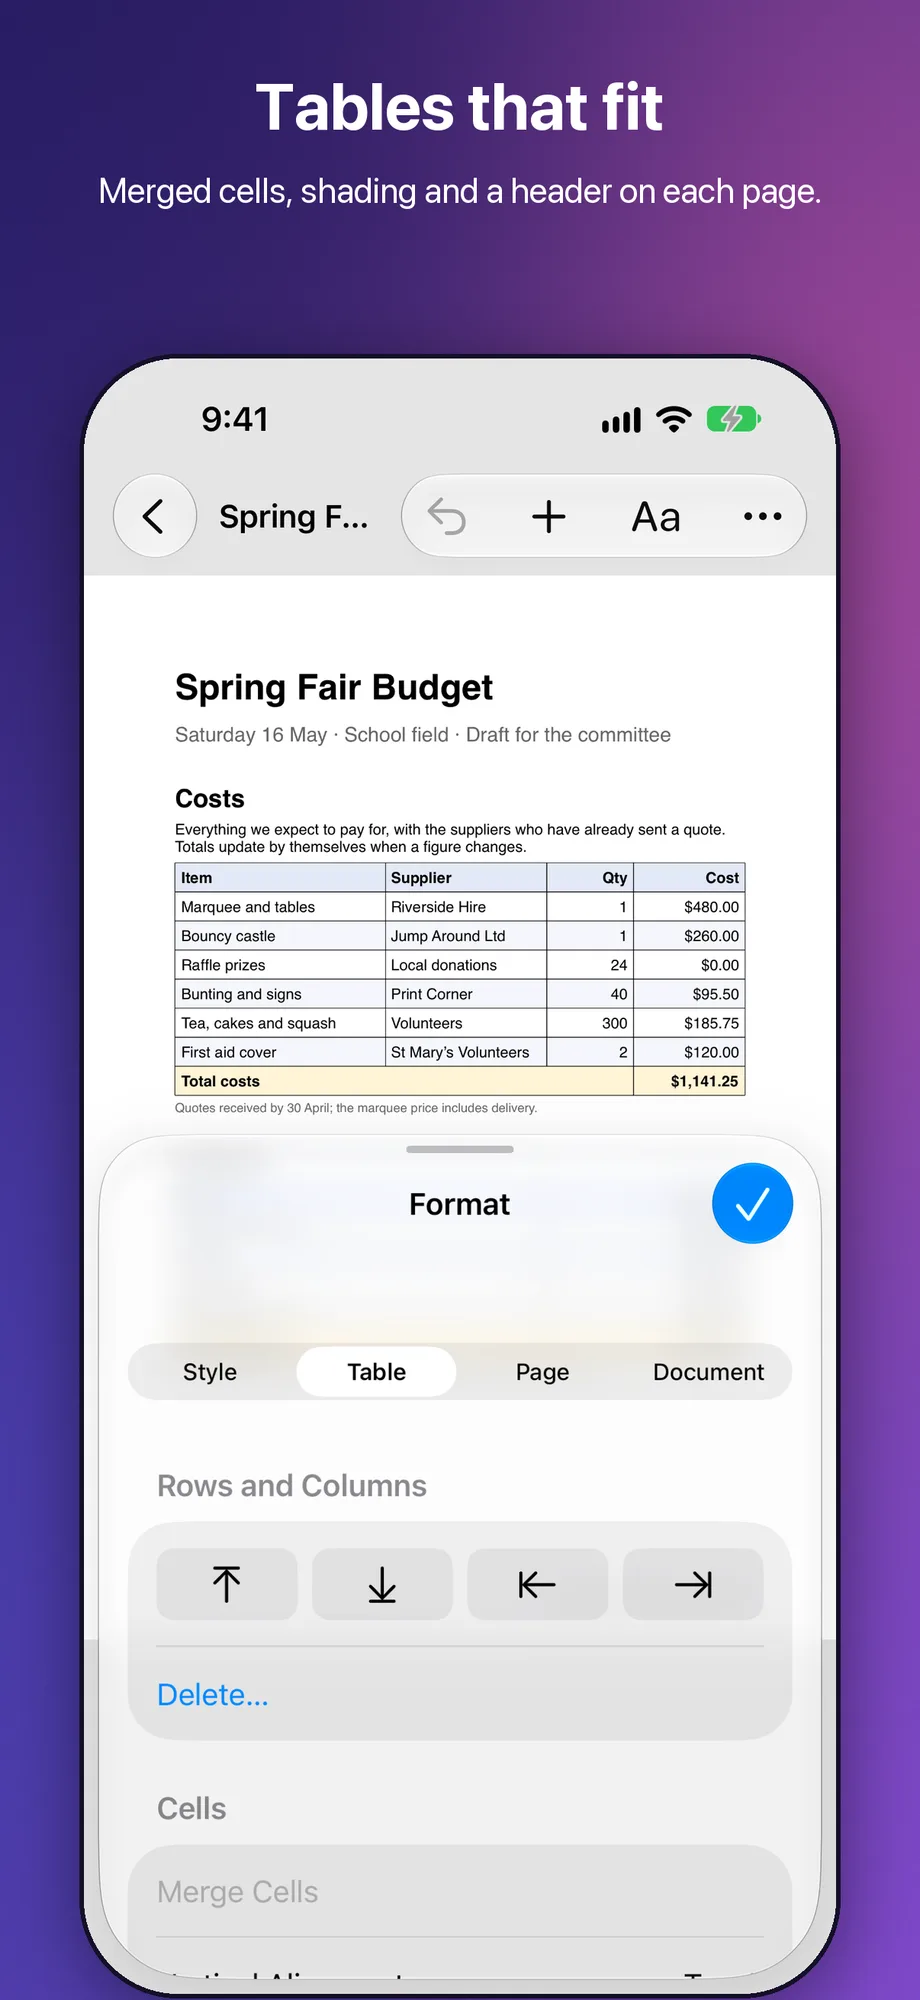 Tables that fit
Merged cells, shading and a header on each page.
9:41
Spring F...
Aa
Spring Fair Budget
Saturday 16 May · School field · Draft for the committee
Costs
Everything we expect to pay for, with the suppliers who have already sent a quote.
Totals update by themselves when a figure changes.
Item Supplier Qty Cost
Marquee and tables Riverside Hire 1 $480.00
Bouncy castle Jump Around Ltd 1 $260.00
Raffle prizes Local donations 24 $0.00
Bunting and signs Print Corner 40 $95.50
Tea, cakes and squash Volunteers 300 $185.75
First aid cover St Mary’s Volunteers 2 $120.00
Total costs $1,141.25
Quotes received by 30 April; the marquee price includes delivery.
Format
Style Table Page Document
Rows and Columns
Delete...
Cells
Merge Cells